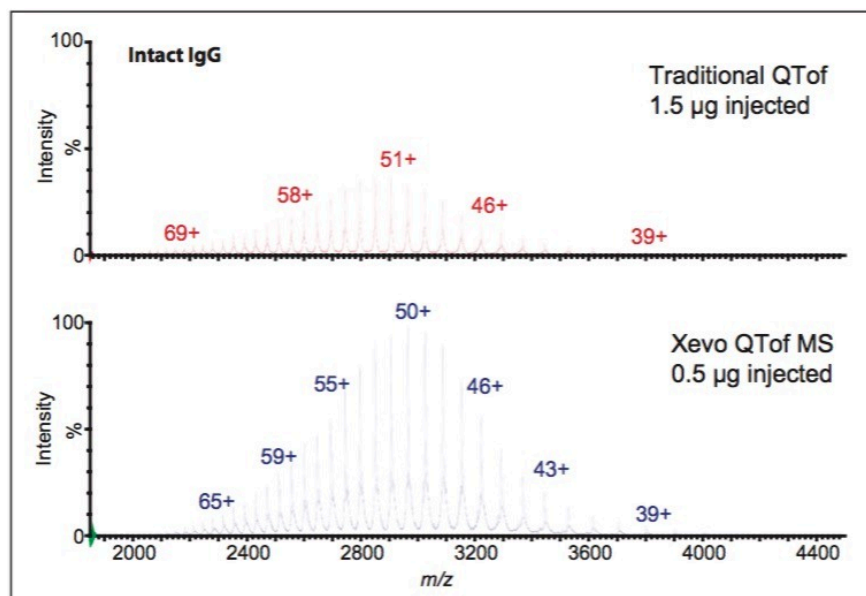 Intact IgG
Traditional QTof
1.5 µg injected
100
Intensity
%
0
69+
58+
51+
46+
39+
Xevo QTof MS
0.5 µg injected
100
Intensity
%
0
65+
59+
55+
50+
46+
43+
39+
2000 2400 2800 3200 3600 4000 4400
m/z